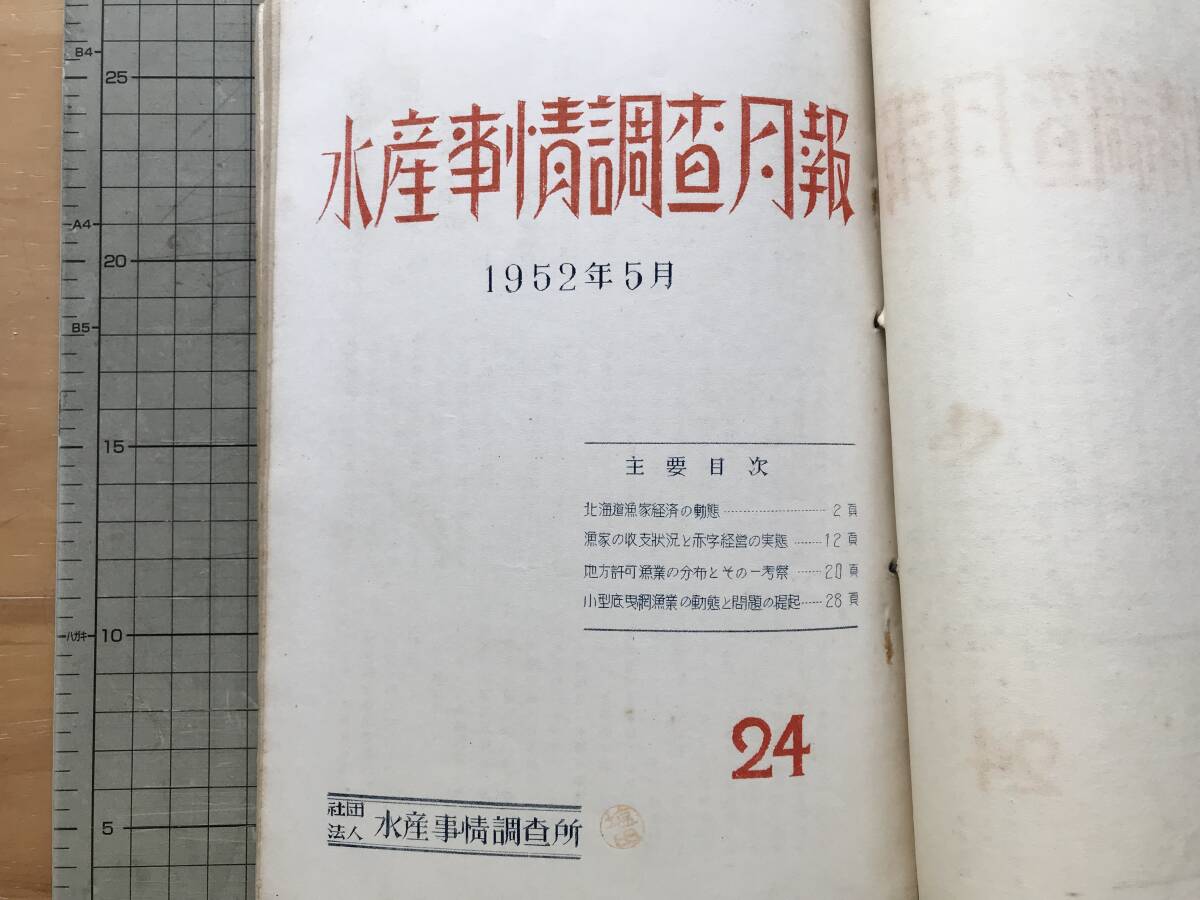 水産事情調査月報
1952年5月
主要目次
北海道漁家経済の動態……2頁
漁家の収支状況と赤字経営の実態……12頁
地方許可漁業の分布とその一考察……20頁
小型底曳網漁業の動態と問題の提起……28頁
24
社団法人 水産事情調査所
B4
25
A4
20
B5
15
ハガキ
10
5